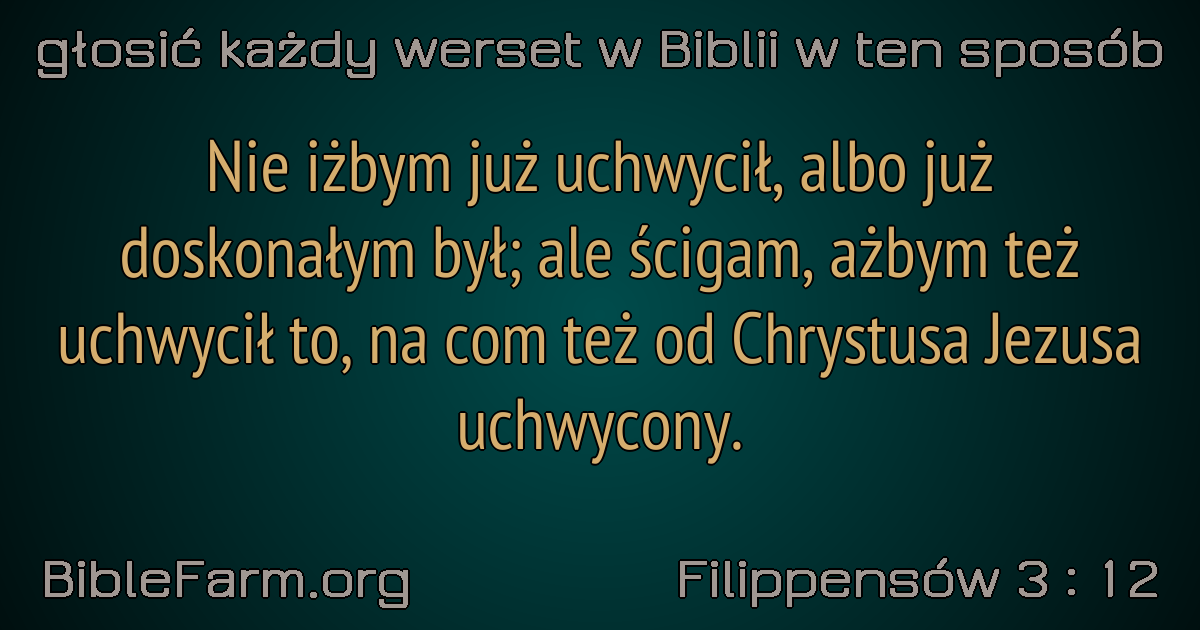 głosić każdy werset w Biblii w ten sposób
Nie iżbym już uchwycił, albo już
doskonałym był; ale ścigam, ażbym też
uchwycił to, na com też od Chrystusa Jezusa
uchwycony.
BibleFarm.org
Filippensów 3 : 12